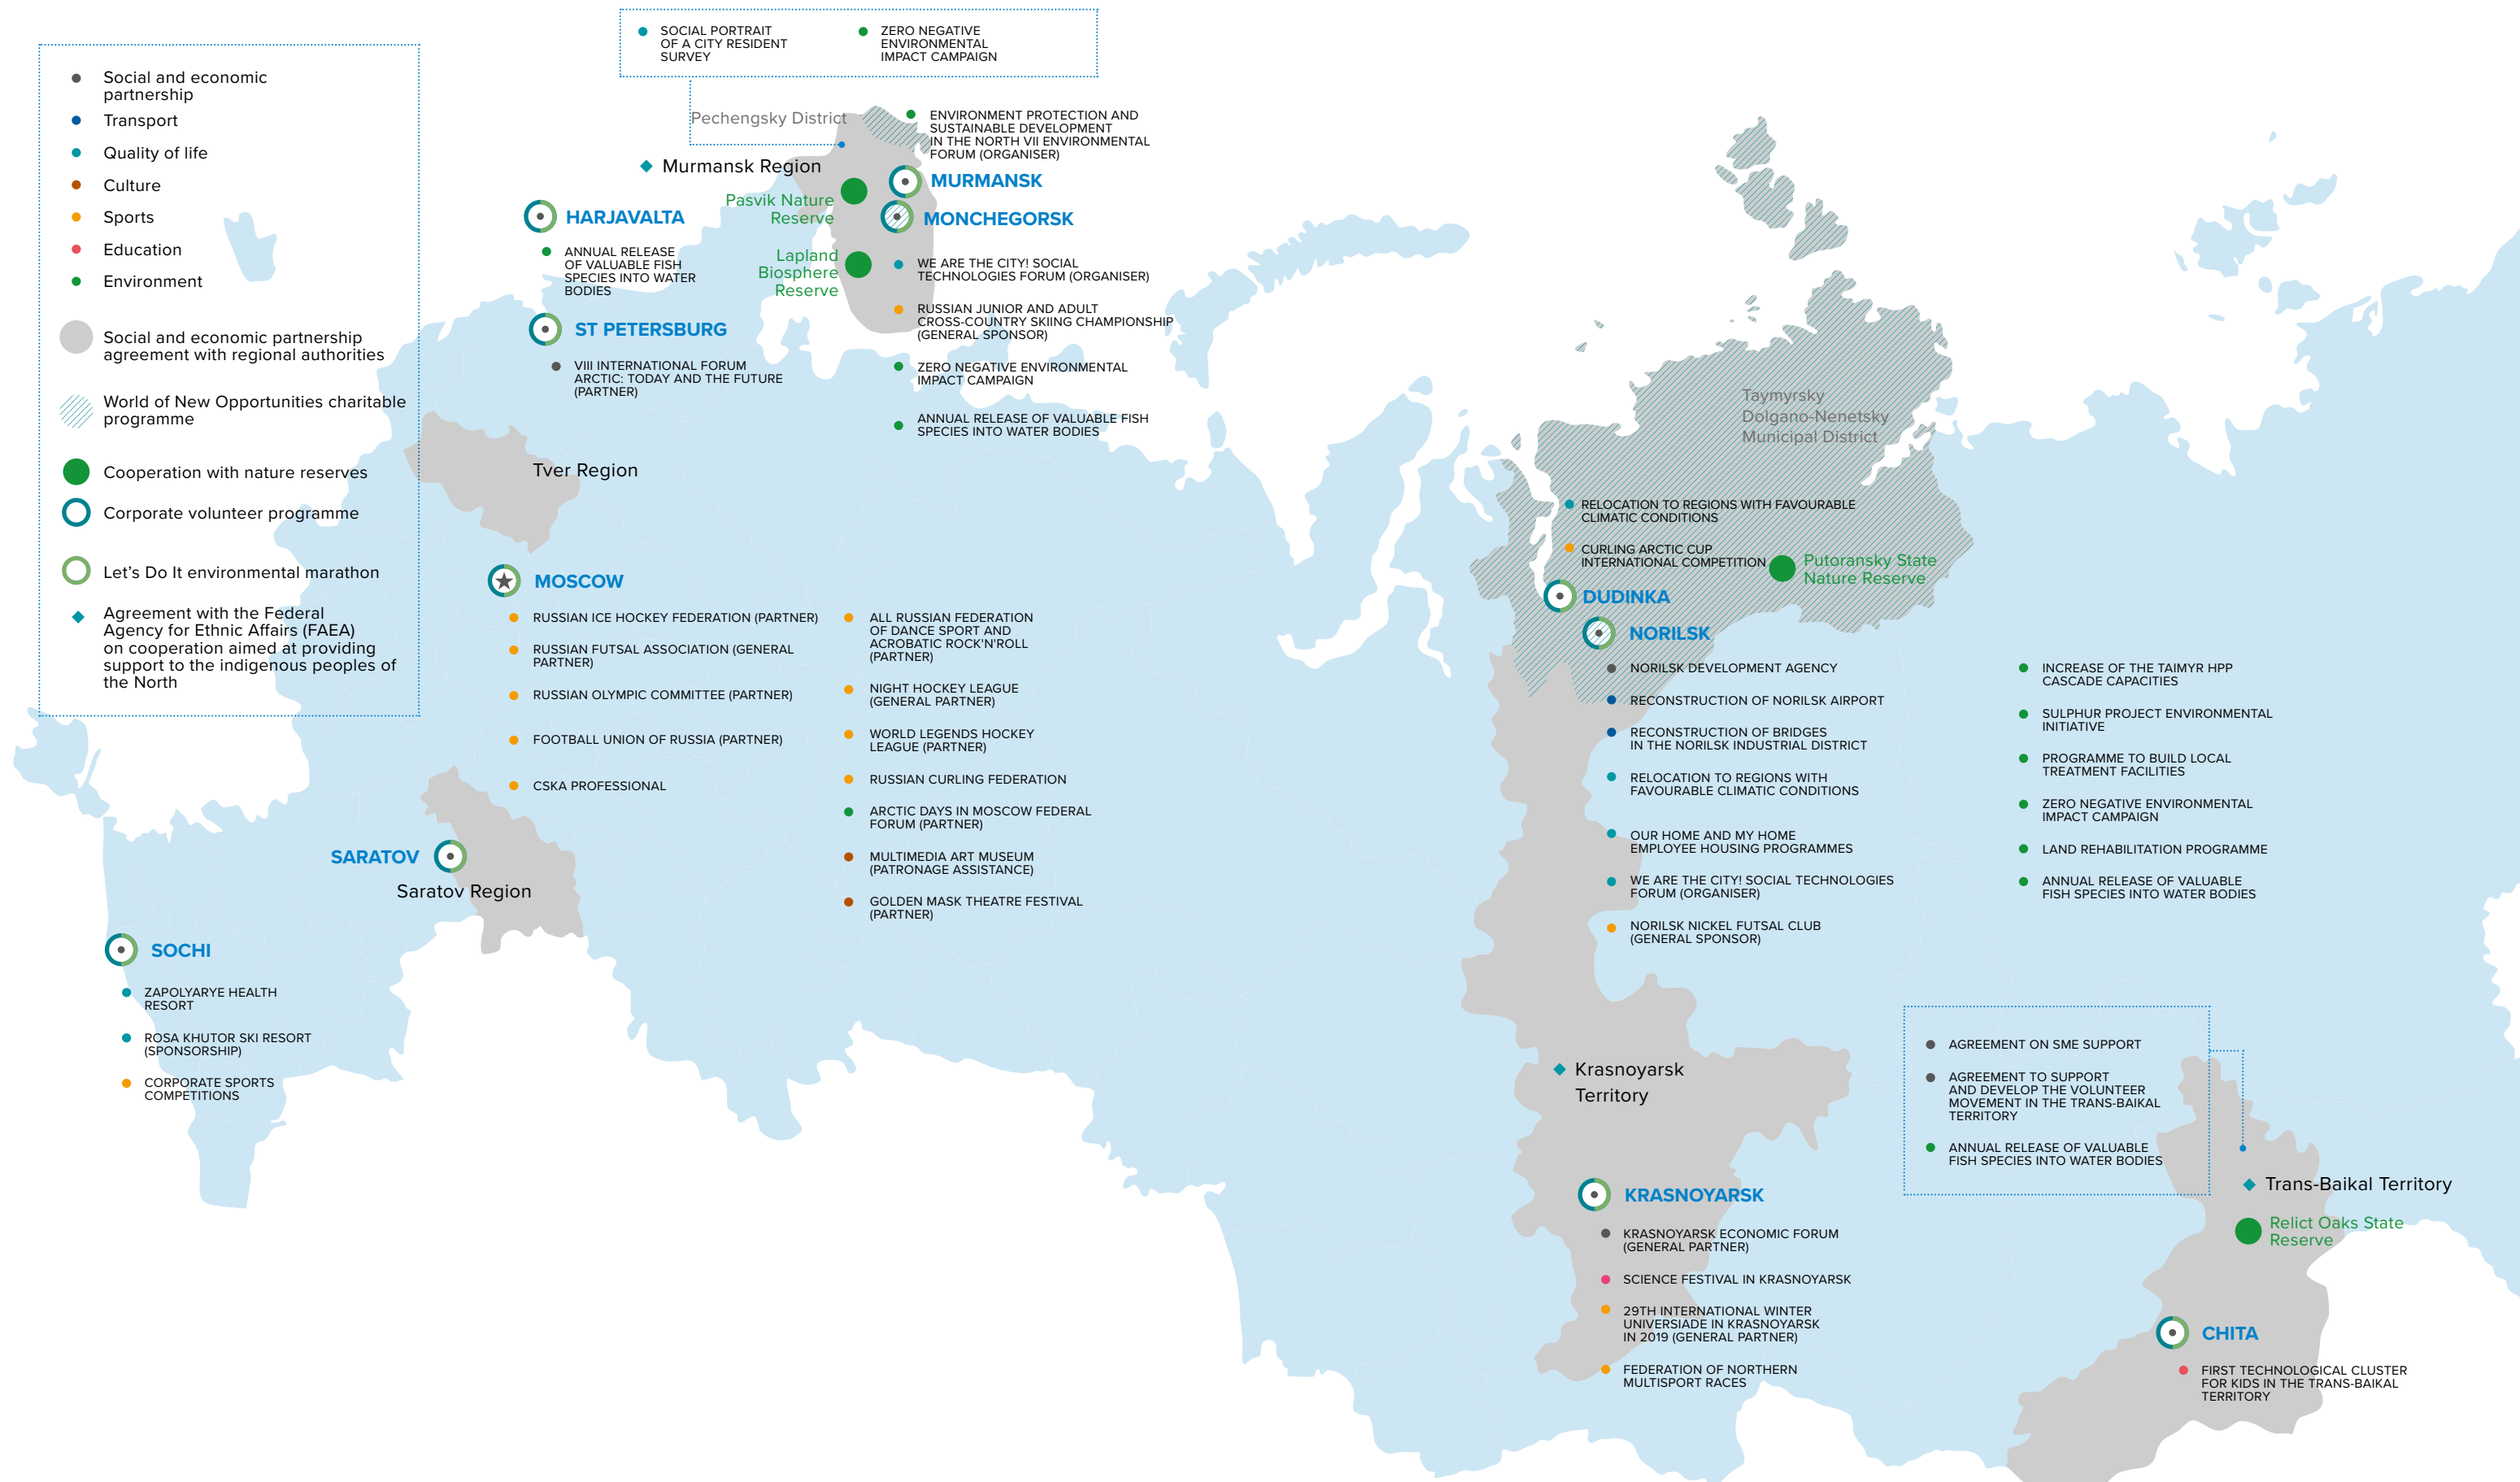 Social and economic
partnership
Transport
Quality of life
Culture
Sports
Education
Environment
Social and economic partnership
agreement with regional authorities
World of New Opportunities charitable
programme
Cooperation with nature reserves
Corporate volunteer programme
Let's Do It environmental marathon
Agreement with the Federal
Agency for Ethnic Affairs (FAEA)
on cooperation aimed at providing
support to the indigenous peoples of
the North
SOCIAL PORTRAIT
OF A CITY RESIDENT
SURVEY
ZERO NEGATIVE
ENVIRONMENTAL
IMPACT CAMPAIGN
Pechengsky District
Murmansk Region
ENVIRONMENT PROTECTION AND
SUSTAINABLE DEVELOPMENT
IN THE NORTH VII ENVIRONMENTAL
FORUM (ORGANISER)
MURMANSK
Pasvik Nature
Reserve
MONCHEGORSK
Lapland
Biosphere
Reserve
WE ARE THE CITY! SOCIAL
TECHNOLOGIES FORUM (ORGANISER)
RUSSIAN JUNIOR AND ADULT
CROSS-COUNTRY SKIING CHAMPIONSHIP
(GENERAL SPONSOR)
ZERO NEGATIVE ENVIRONMENTAL
IMPACT CAMPAIGN
ANNUAL RELEASE OF VALUABLE FISH
SPECIES INTO WATER BODIES
HARJAVALTA
ANNUAL RELEASE
OF VALUABLE FISH
SPECIES INTO WATER
BODIES
ST PETERSBURG
VIII INTERNATIONAL FORUM
ARCTIC: TODAY AND THE FUTURE
(PARTNER)
Tver Region
MOSCOW
RUSSIAN ICE HOCKEY FEDERATION (PARTNER)
RUSSIAN FUTSAL ASSOCIATION (GENERAL
PARTNER)
RUSSIAN OLYMPIC COMMITTEE (PARTNER)
FOOTBALL UNION OF RUSSIA (PARTNER)
CSKA PROFESSIONAL
ALL RUSSIAN FEDERATION
OF DANCE SPORT AND
ACROBATIC ROCK'N'ROLL
(PARTNER)
NIGHT HOCKEY LEAGUE
(GENERAL PARTNER)
WORLD LEGENDS HOCKEY
LEAGUE (PARTNER)
RUSSIAN CURLING FEDERATION
ARCTIC DAYS IN MOSCOW FEDERAL
FORUM (PARTNER)
MULTIMEDIA ART MUSEUM
(PATRONAGE ASSISTANCE)
GOLDEN MASK THEATRE FESTIVAL
(PARTNER)
SARATOV
Saratov Region
SOCHI
ZAPOLYARYE HEALTH
RESORT
ROSA KHUTOR SKI RESORT
(SPONSORSHIP)
CORPORATE SPORTS
COMPETITIONS
Taymyrsky
Dolgano-Nenetsky
Municipal District
RELOCATION TO REGIONS WITH FAVOURABLE
CLIMATIC CONDITIONS
CURLING ARCTIC CUP
INTERNATIONAL COMPETITION
Putoransky State
Nature Reserve
DUDINKA
NORILSK
NORILSK DEVELOPMENT AGENCY
RECONSTRUCTION OF NORILSK AIRPORT
RECONSTRUCTION OF BRIDGES
IN THE NORILSK INDUSTRIAL DISTRICT
RELOCATION TO REGIONS WITH
FAVOURABLE CLIMATIC CONDITIONS
OUR HOME AND MY HOME
EMPLOYEE HOUSING PROGRAMMES
WE ARE THE CITY! SOCIAL TECHNOLOGIES
FORUM (ORGANISER)
NORILSK NICKEL FUTSAL CLUB
(GENERAL SPONSOR)
INCREASE OF THE TAIMYR HPP
CASCADE CAPACITIES
SULPHUR PROJECT ENVIRONMENTAL
INITIATIVE
PROGRAMME TO BUILD LOCAL
TREATMENT FACILITIES
ZERO NEGATIVE ENVIRONMENTAL
IMPACT CAMPAIGN
LAND REHABILITATION PROGRAMME
ANNUAL RELEASE OF VALUABLE
FISH SPECIES INTO WATER BODIES
Krasnoyarsk
Territory
KRASNOYARSK
KRASNOYARSK ECONOMIC FORUM
(GENERAL PARTNER)
SCIENCE FESTIVAL IN KRASNOYARSK
29TH INTERNATIONAL WINTER
UNIVERSIADE IN KRASNOYARSK
IN 2019 (GENERAL PARTNER)
FEDERATION OF NORTHERN
MULTISPORT RACES
AGREEMENT ON SME SUPPORT
AGREEMENT TO SUPPORT
AND DEVELOP THE VOLUNTEER
MOVEMENT IN THE TRANS-BAIKAL
TERRITORY
ANNUAL RELEASE OF VALUABLE
FISH SPECIES INTO WATER BODIES
Trans-Baikal Territory
Relict Oaks State
Reserve
CHITA
FIRST TECHNOLOGICAL CLUSTER
FOR KIDS IN THE TRANS-BAIKAL
TERRITORY